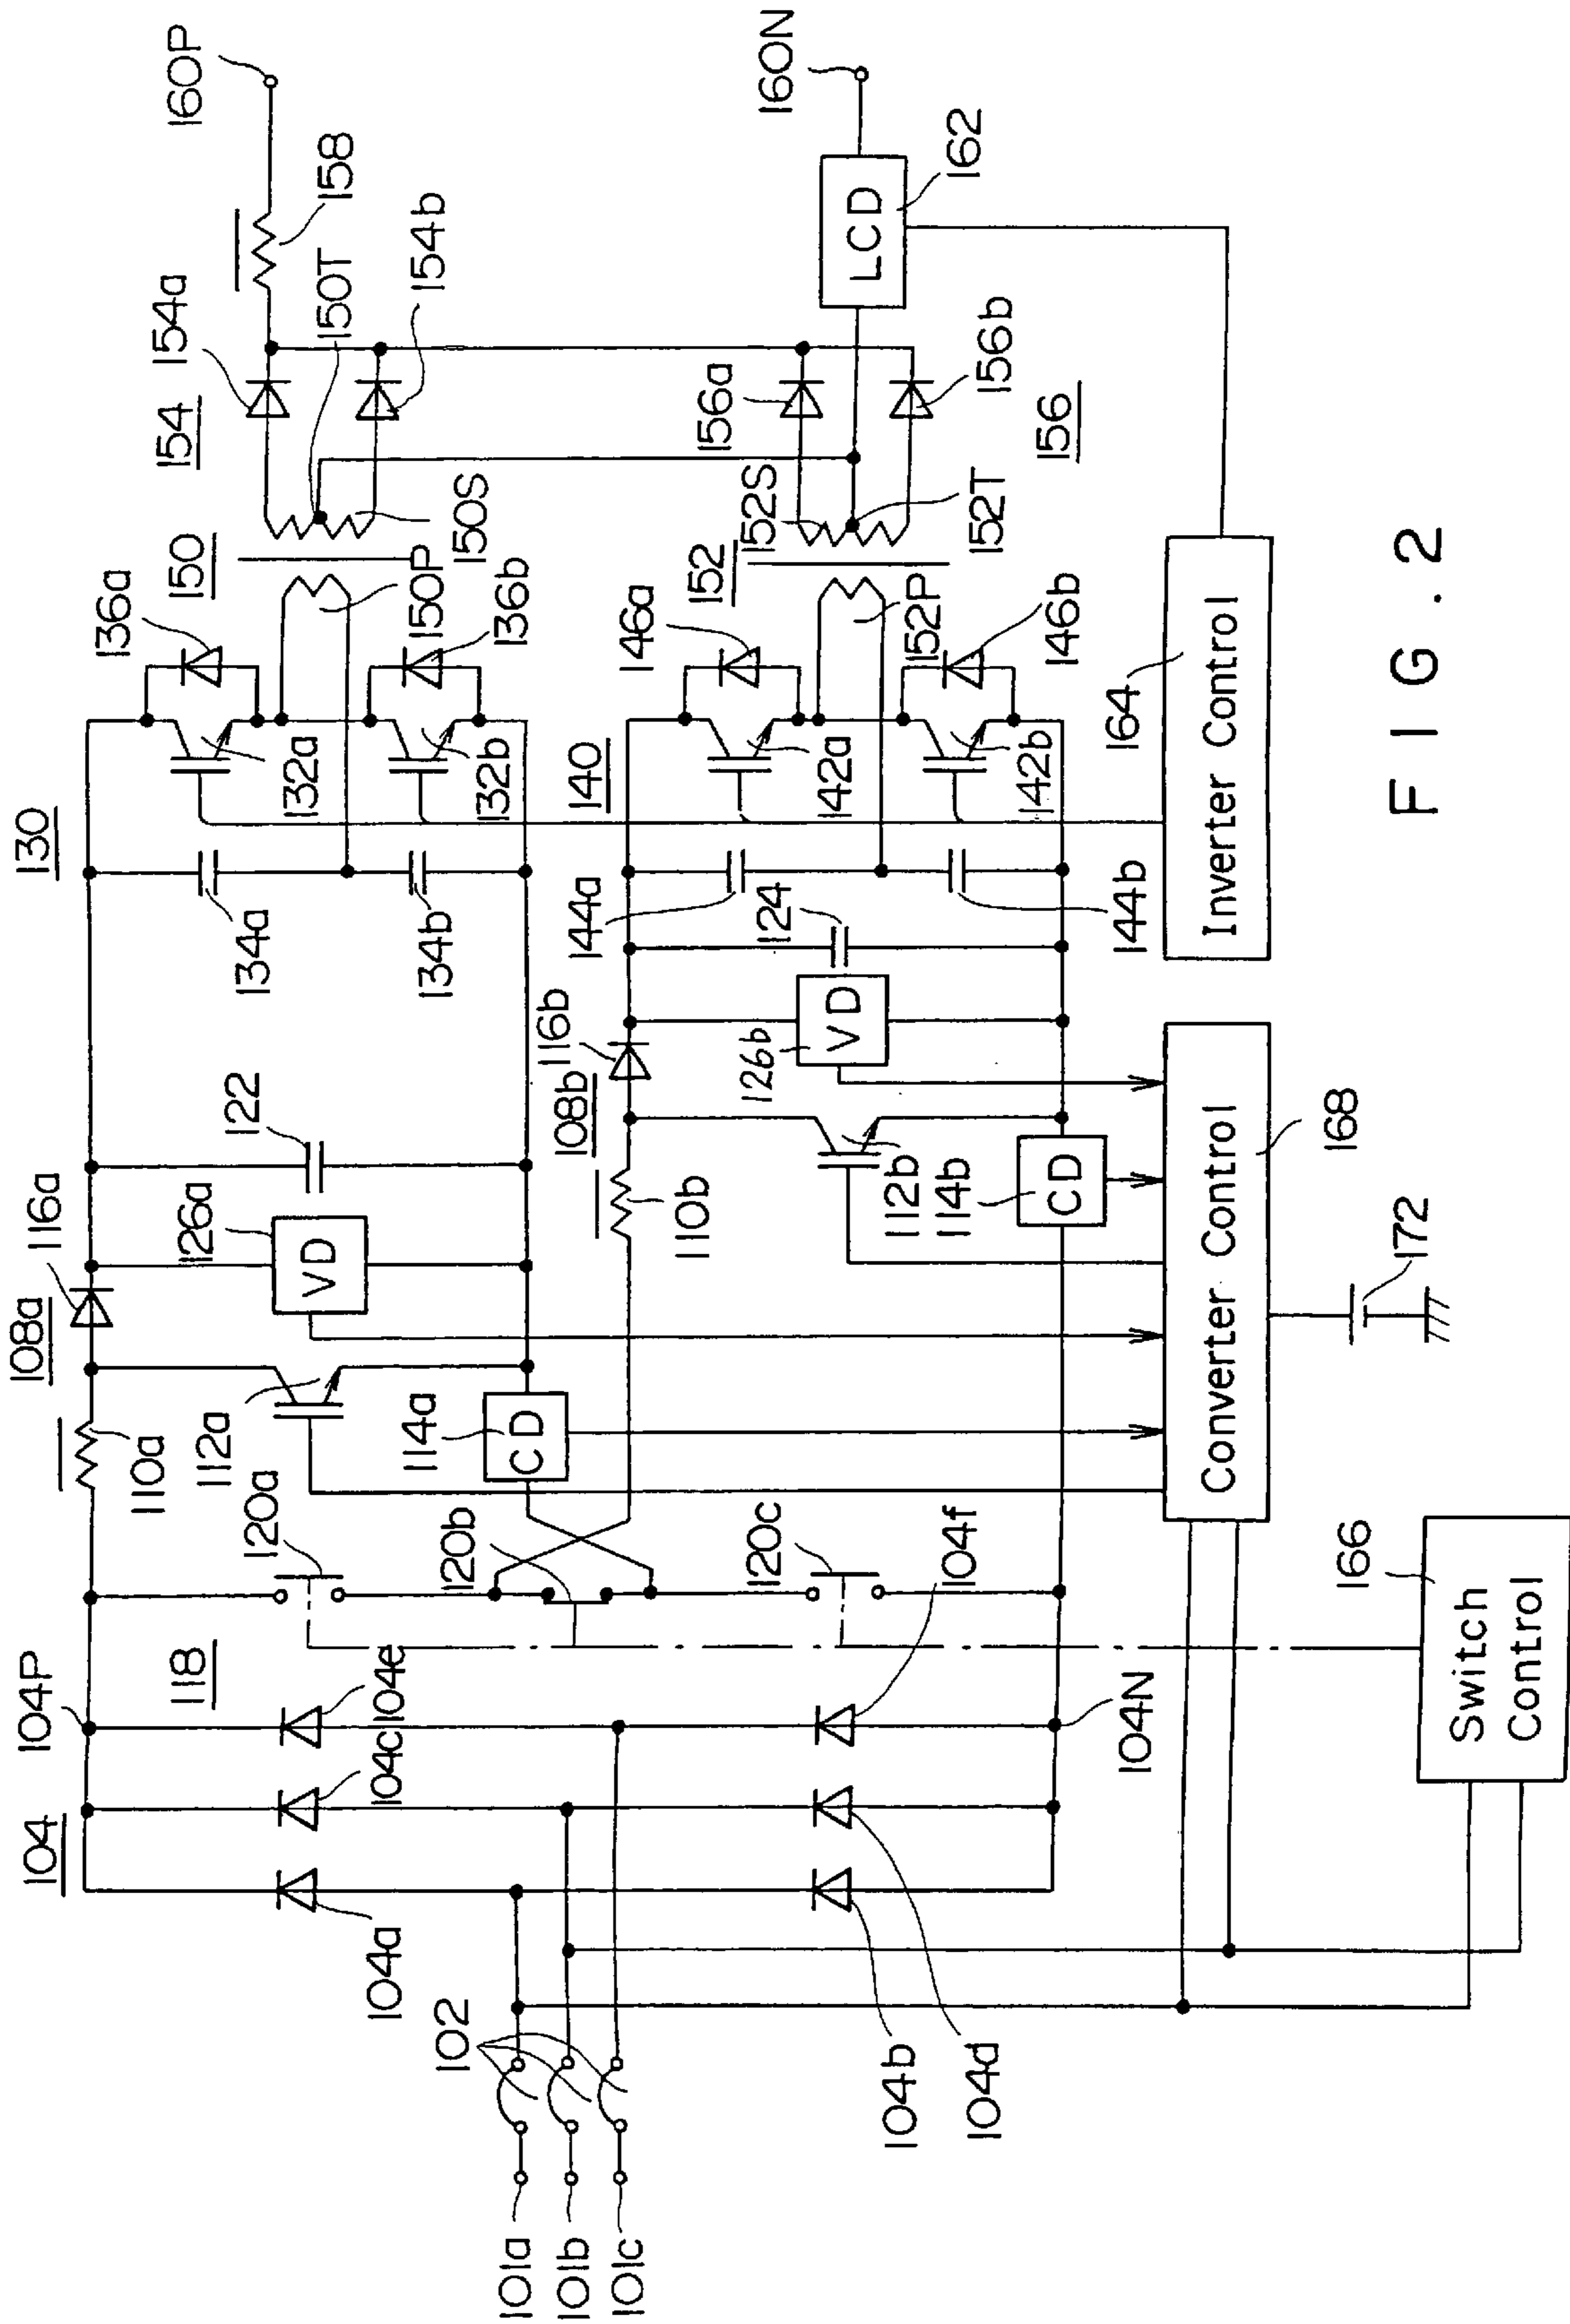 160P
160N
158
150T
154b
154a
154
LCD
162
156a
156b
156
150S
150
150P
136a
136b
152S
152T
152
152P
146a
146b
130
132a
132b
140
142a
142b
164
Inverter Control
134a
134b
144a
124
144b
122
116a
126a
VD
108a
116b
108b
126b
VD
110b
112b
114b
CD
168
Converter Control
172
110a
112a
114a
CD
120a
120b
120c
104f
166
Switch
Control
118
104P
104e
104c
104N
104
104a
104b
104d
102
101a
101b
101c
FIG.2